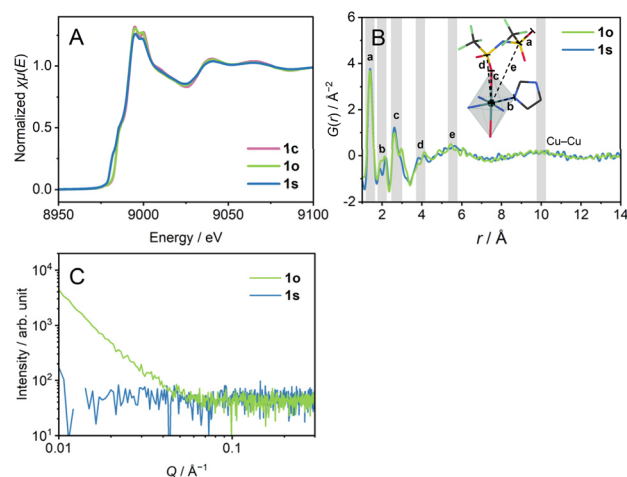 A
Normalized χμ(E)
1.0
0.5
0.0
1c
1o
1s
8950 9000 9050 9100
Energy / eV
B
G(r) / Å⁻²
6
4
2
0
-2
a
b
c
d
e
a
d
c
e
b
Cu–Cu
1o
1s
2 4 6 8 10 12 14
r / Å
C
Intensity / arb. unit
10⁴
10³
10²
10¹
1o
1s
0.01 0.1
Q / Å⁻¹